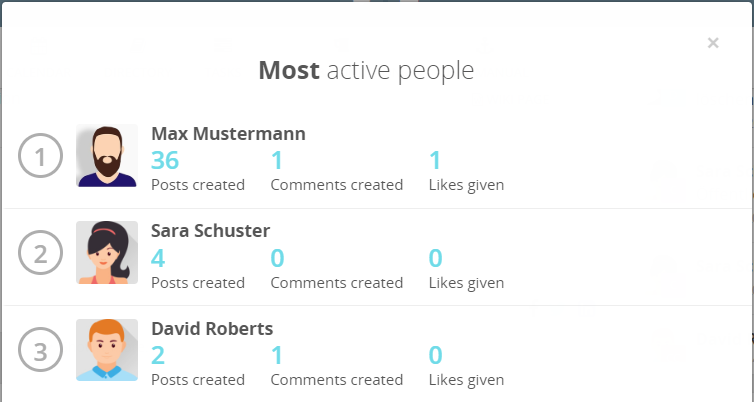 ×
Most active people
1
Max Mustermann
36 1 1
Posts created Comments created Likes given
2
Sara Schuster
4 0 0
Posts created Comments created Likes given
3
David Roberts
2 1 0
Posts created Comments created Likes given